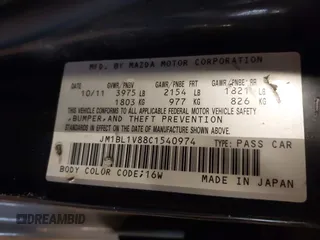 MFD. BY MAZDA MOTOR CORPORATION
DATE GVWR/PNBV GAWR/PNBE FRT GAWR/PNBE RR
10/11 3975 LB 2154 LB 1821 LB
1803 KG 977 KG 826 KG
THIS VEHICLE CONFORMS TO ALL APPLICABLE
FEDERAL MOTOR VEHICLE SAFETY,
BUMPER, AND THEFT PREVENTION
STANDARDS IN EFFECT ON THE DATE OF
MANUFACTURE SHOWN ABOVE.
JM1BL1V88C1540974 TYPE: PASS CAR
BODY COLOR CODE: 16W MADE IN JAPAN
DREAMBID